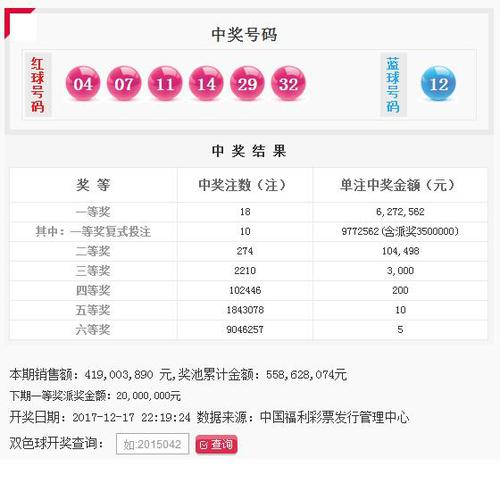 中奖号码
红球号码 04 07 11 14 29 32 蓝球号码 12
中 奖 结 果
奖 等 中奖注数（注） 单注中奖金额（元）
一等奖 18 6,272,562
其中：一等奖复式投注 10 9772562(含派奖3500000)
二等奖 274 104,498
三等奖 2210 3,000
四等奖 102446 200
五等奖 1843078 10
六等奖 9046257 5
本期销售额：419,003,890 元,奖池累计金额：558,628,074元
下期一等奖派奖金额：20,000,000元
开奖日期：2017-12-17 22:19:24 数据来源：中国福利彩票发行管理中心
双色球开奖查询： 如:2015042 查询